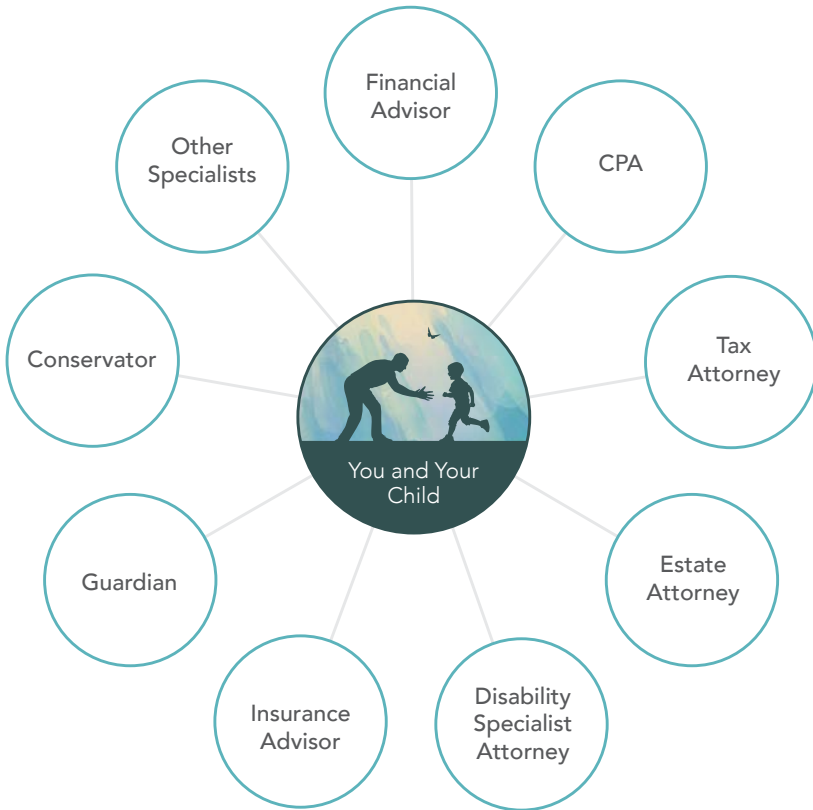 Financial
Advisor
CPA
Tax
Attorney
Estate
Attorney
Disability
Specialist
Attorney
Insurance
Advisor
Guardian
Conservator
Other
Specialists
You and Your
Child